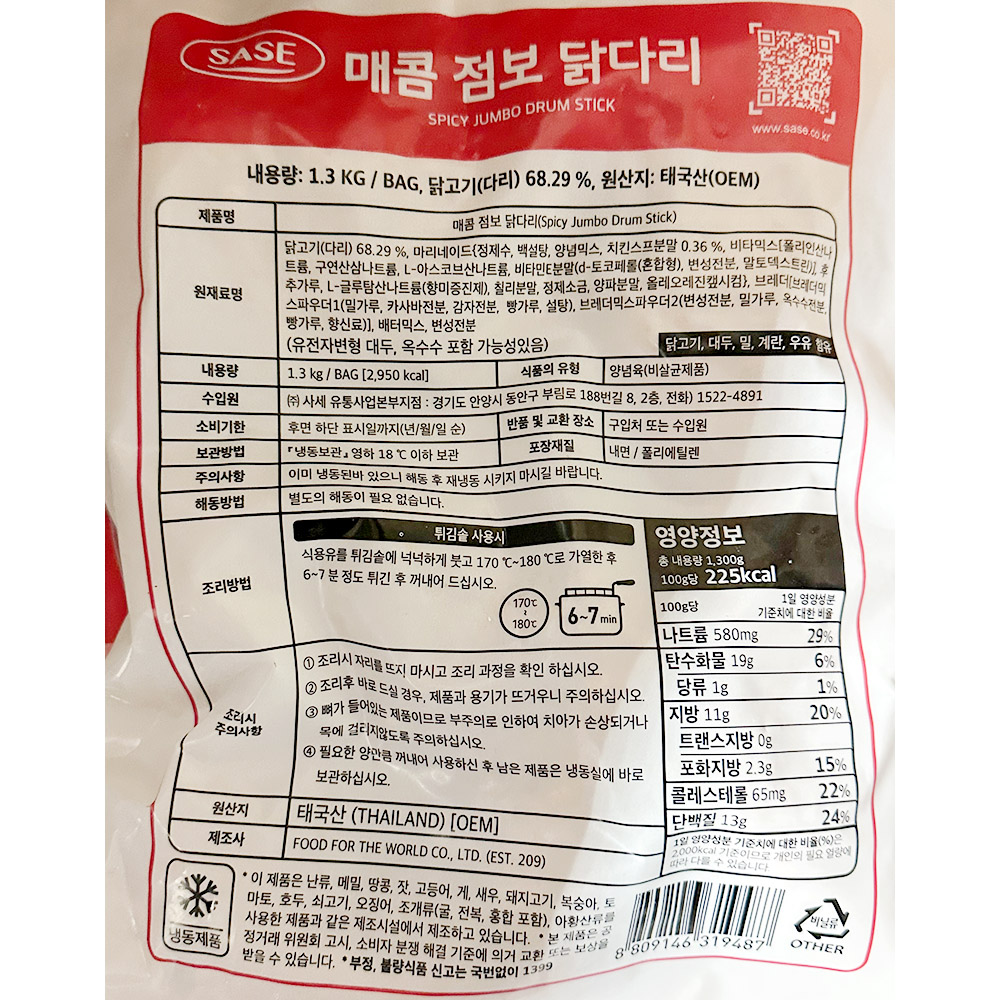 SASE
매콤 점보 닭다리
SPICY JUMBO DRUM STICK
www.sase.co.kr
내용량: 1.3 KG / BAG, 닭고기(다리) 68.29 %, 원산지: 태국산(OEM)
제품명 매콤 점보 닭다리(Spicy Jumbo Drum Stick)
원재료명
닭고기(다리) 68.29 %, 마리네이드{정제수, 백설탕, 양념믹스, 치킨스프분말 0.36 %, 비타믹스[폴리인산나
트륨, 구연산삼나트륨, L-아스코브산나트륨, 비타민E분말(d-토코페롤(혼합형), 변성전분, 말토덱스트린)], 후
추가루, L-글루탐산나트륨(향미증진제), 칠리분말, 정제소금, 양파분말, 올레오레진캪시컴}, 브레더[브레더믹
스파우더1(밀가루, 카사바전분, 감자전분, 빵가루, 설탕), 브레더믹스파우더2(변성전분, 밀가루, 옥수수전분,
빵가루, 향신료)], 배터믹스, 변성전분
(유전자변형 대두, 옥수수 포함 가능성있음)
닭고기, 대두, 밀, 계란, 우유 함유
내용량 1.3 kg / BAG [2,950 kcal] 식품의 유형 양념육(비살균제품)
수입원 ㈜ 사세 유통사업본부지점 : 경기도 안양시 동안구 부림로 188번길 8, 2층, 전화) 1522-4891
소비기한 후면 하단 표시일까지(년/월/일 순) 반품 및 교환 장소 구입처 또는 수입원
보관방법 『냉동보관』 영하 18 ℃ 이하 보관 포장재질 내면 / 폴리에틸렌
주의사항 이미 냉동된바 있으니 해동 후 재냉동 시키지 마시길 바랍니다.
해동방법 별도의 해동이 필요 없습니다.
조리방법
튀김솥 사용시
식용유를 튀김솥에 넉넉하게 붓고 170 ℃~180 ℃로 가열한 후
6~7 분 정도 튀긴 후 꺼내어 드십시오.
170℃
~
180℃
6~7 min
조리시
주의사항
① 조리시 자리를 뜨지 마시고 조리 과정을 확인 하십시오.
② 조리후 바로 드실 경우, 제품과 용기가 뜨거우니 주의하십시오.
③ 뼈가 들어있는 제품이므로 부주의로 인하여 치아가 손상되거나
목에 걸리지않도록 주의하십시오.
④ 필요한 양만큼 꺼내어 사용하신 후 남은 제품은 냉동실에 바로
보관하십시오.
원산지 태국산 (THAILAND) [OEM]
제조사 FOOD FOR THE WORLD CO., LTD. (EST. 209)
영양정보
총 내용량 1,300g
100g당 225kcal
100g당 1일 영양성분
기준치에 대한 비율
나트륨 580mg 29%
탄수화물 19g 6%
당류 1g 1%
지방 11g 20%
트랜스지방 0g
포화지방 2.3g 15%
콜레스테롤 65mg 22%
단백질 13g 24%
1일 영양성분 기준치에 대한 비율(%)은
2,000kcal 기준이므로 개인의 필요 열량에
따라 다를 수 있습니다
냉동제품
* 이 제품은 난류, 메밀, 땅콩, 잣, 고등어, 게, 새우, 돼지고기, 복숭아, 토
마토, 호두, 쇠고기, 오징어, 조개류(굴, 전복, 홍합 포함), 아황산류를
사용한 제품과 같은 제조시설에서 제조하고 있습니다. * 본 제품은 공
정거래 위원회 고시, 소비자 분쟁 해결 기준에 의거 교환 또는 보상을
받을 수 있습니다. * 부정, 불량식품 신고는 국번없이 1399
8 809146 319487
비닐류
OTHER